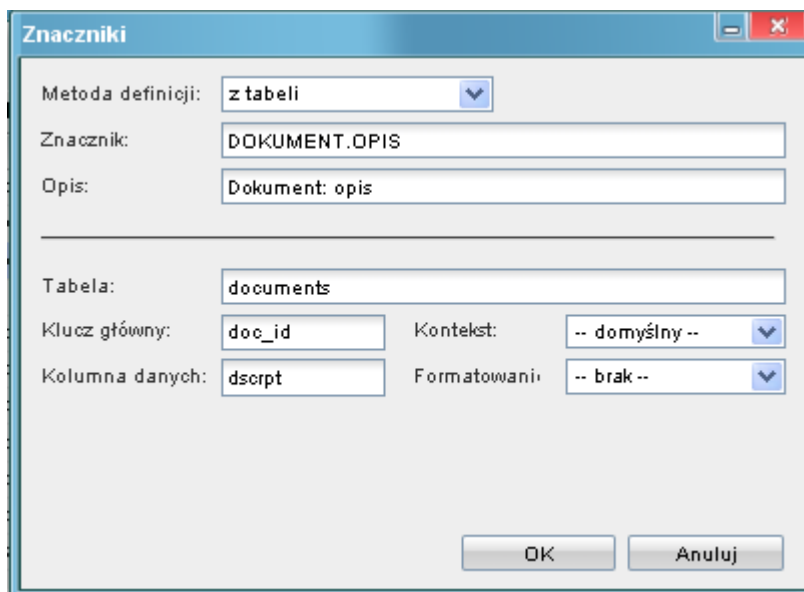 Znaczniki
Metoda definicji: z tabeli
Znacznik: DOKUMENT.OPIS
Opis: Dokument: opis
Tabela: documents
Klucz główny: doc_id Kontekst: -- domyślny --
Kolumna danych: dscrpt Formatowani -- brak --
OK Anuluj